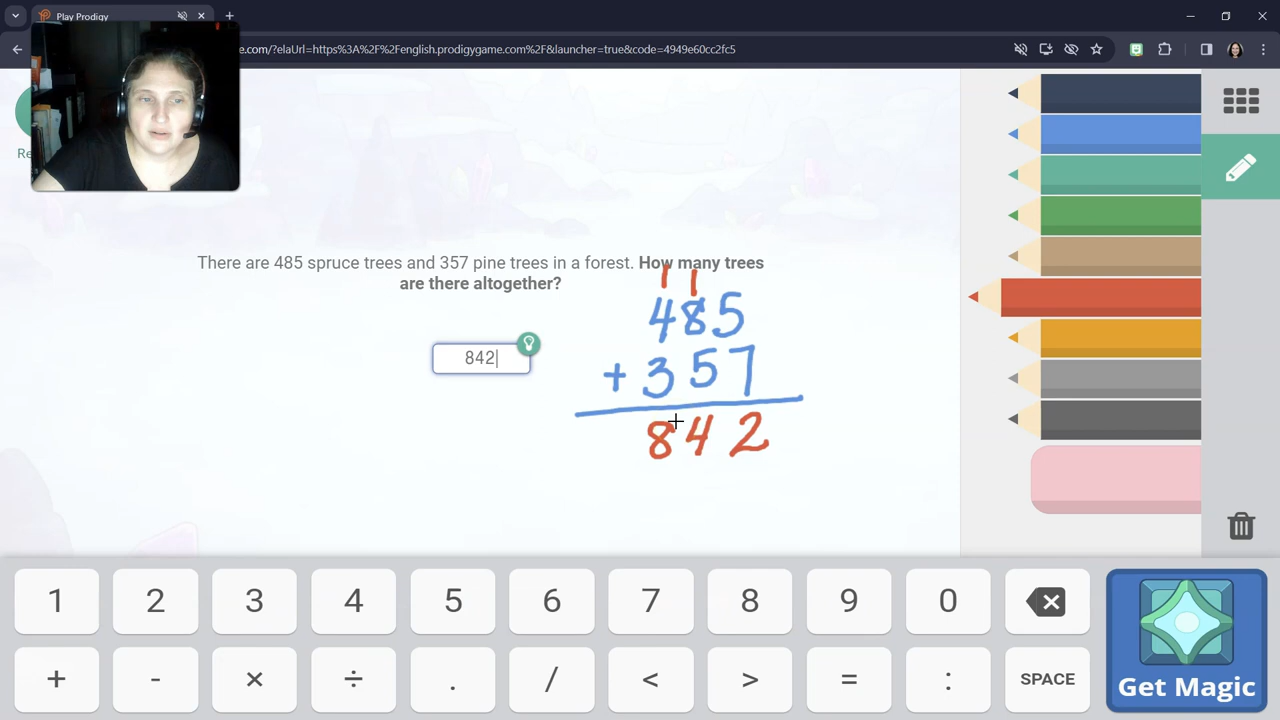 Play Prodigy
e.com/?elaUrl=https%3A%2F%2Fenglish.prodigygame.com%2F&launcher=true&code=4949e60cc2fc5
Re
There are 485 spruce trees and 357 pine trees in a forest. How many trees
are there altogether?
1 1
485
+ 357
842
842
1 2 3 4 5 6 7 8 9 0
+ - × ÷ . / < > = : SPACE
Get Magic